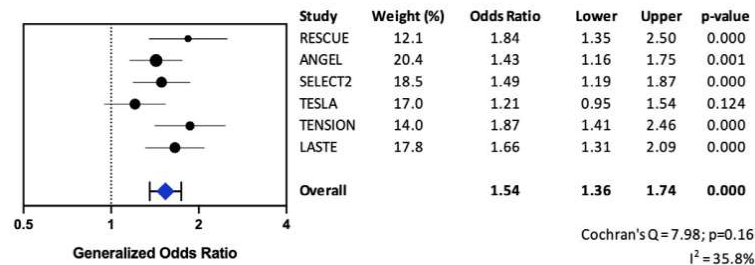 Study Weight (%) Odds Ratio Lower Upper p-value
RESCUE 12.1 1.84 1.35 2.50 0.000
ANGEL 20.4 1.43 1.16 1.75 0.001
SELECT2 18.5 1.49 1.19 1.87 0.000
TESLA 17.0 1.21 0.95 1.54 0.124
TENSION 14.0 1.87 1.41 2.46 0.000
LASTE 17.8 1.66 1.31 2.09 0.000
Overall 1.54 1.36 1.74 0.000
0.5 1 2 4
Generalized Odds Ratio
Cochran's Q = 7.98; p=0.16
I² = 35.8%